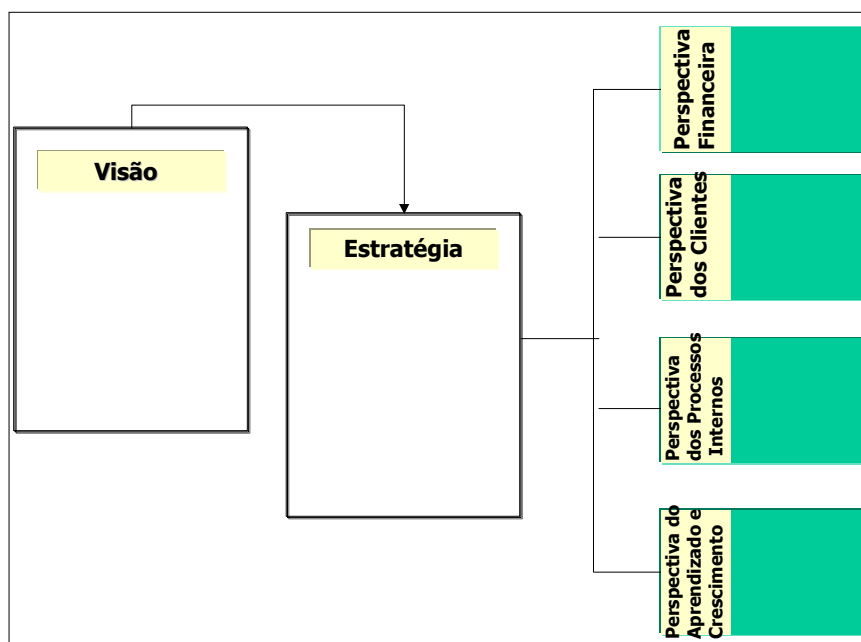 Visão
Estratégia
Perspectiva
Financeira
Perspectiva
dos Clientes
Perspectiva
dos Processos
Internos
Perspectiva do
Aprendizado e
Crescimento